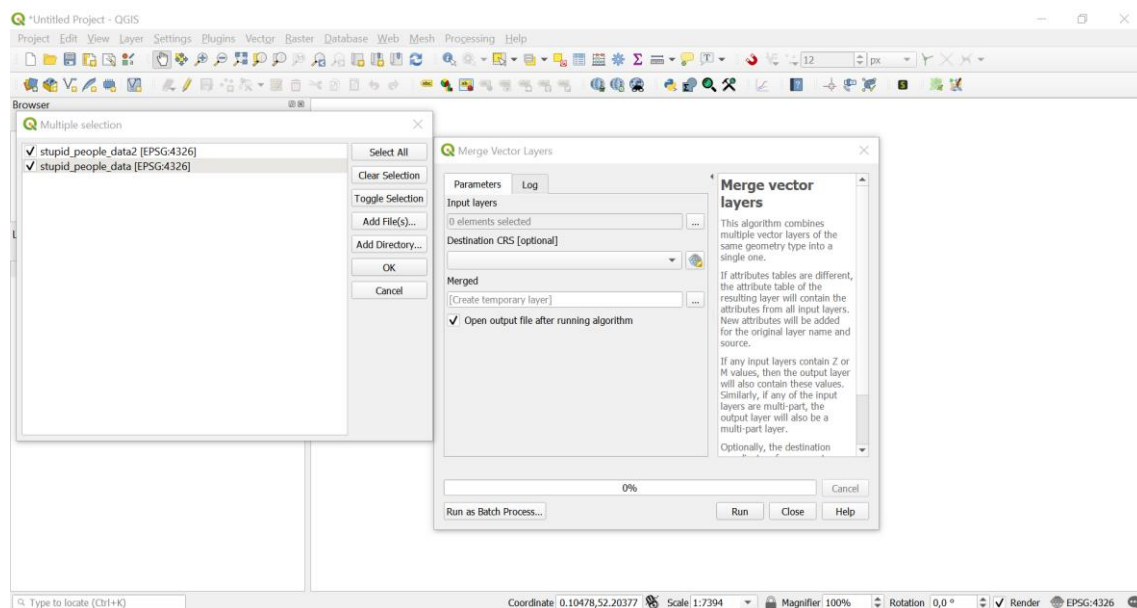 *Untitled Project - QGIS
Project Edit View Layer Settings Plugins Vector Raster Database Web Mesh Processing Help
12
px
Browser
Multiple selection
stupid_people_data2 [EPSG:4326]
stupid_people_data [EPSG:4326]
Select All
Clear Selection
Toggle Selection
Add File(s)...
Add Directory...
OK
Cancel
L
Merge Vector Layers
Parameters
Log
Input layers
0 elements selected
...
Destination CRS [optional]
Merged
[Create temporary layer]
...
Open output file after running algorithm
Merge vector
layers
This algorithm combines
multiple vector layers of the
same geometry type into a
single one.
If attributes tables are different,
the attribute table of the
resulting layer will contain the
attributes from all input layers.
New attributes will be added
for the original layer name and
source.
If any input layers contain Z or
M values, then the output layer
will also contain these values.
Similarly, if any of the input
layers are multi-part, the
output layer will also be a
multi-part layer.
Optionally, the destination
0%
Cancel
Run as Batch Process...
Run
Close
Help
Type to locate (Ctrl+K)
Coordinate 0.10478,52.20377
Scale 1:7394
Magnifier 100%
Rotation 0,0 °
Render
EPSG:4326